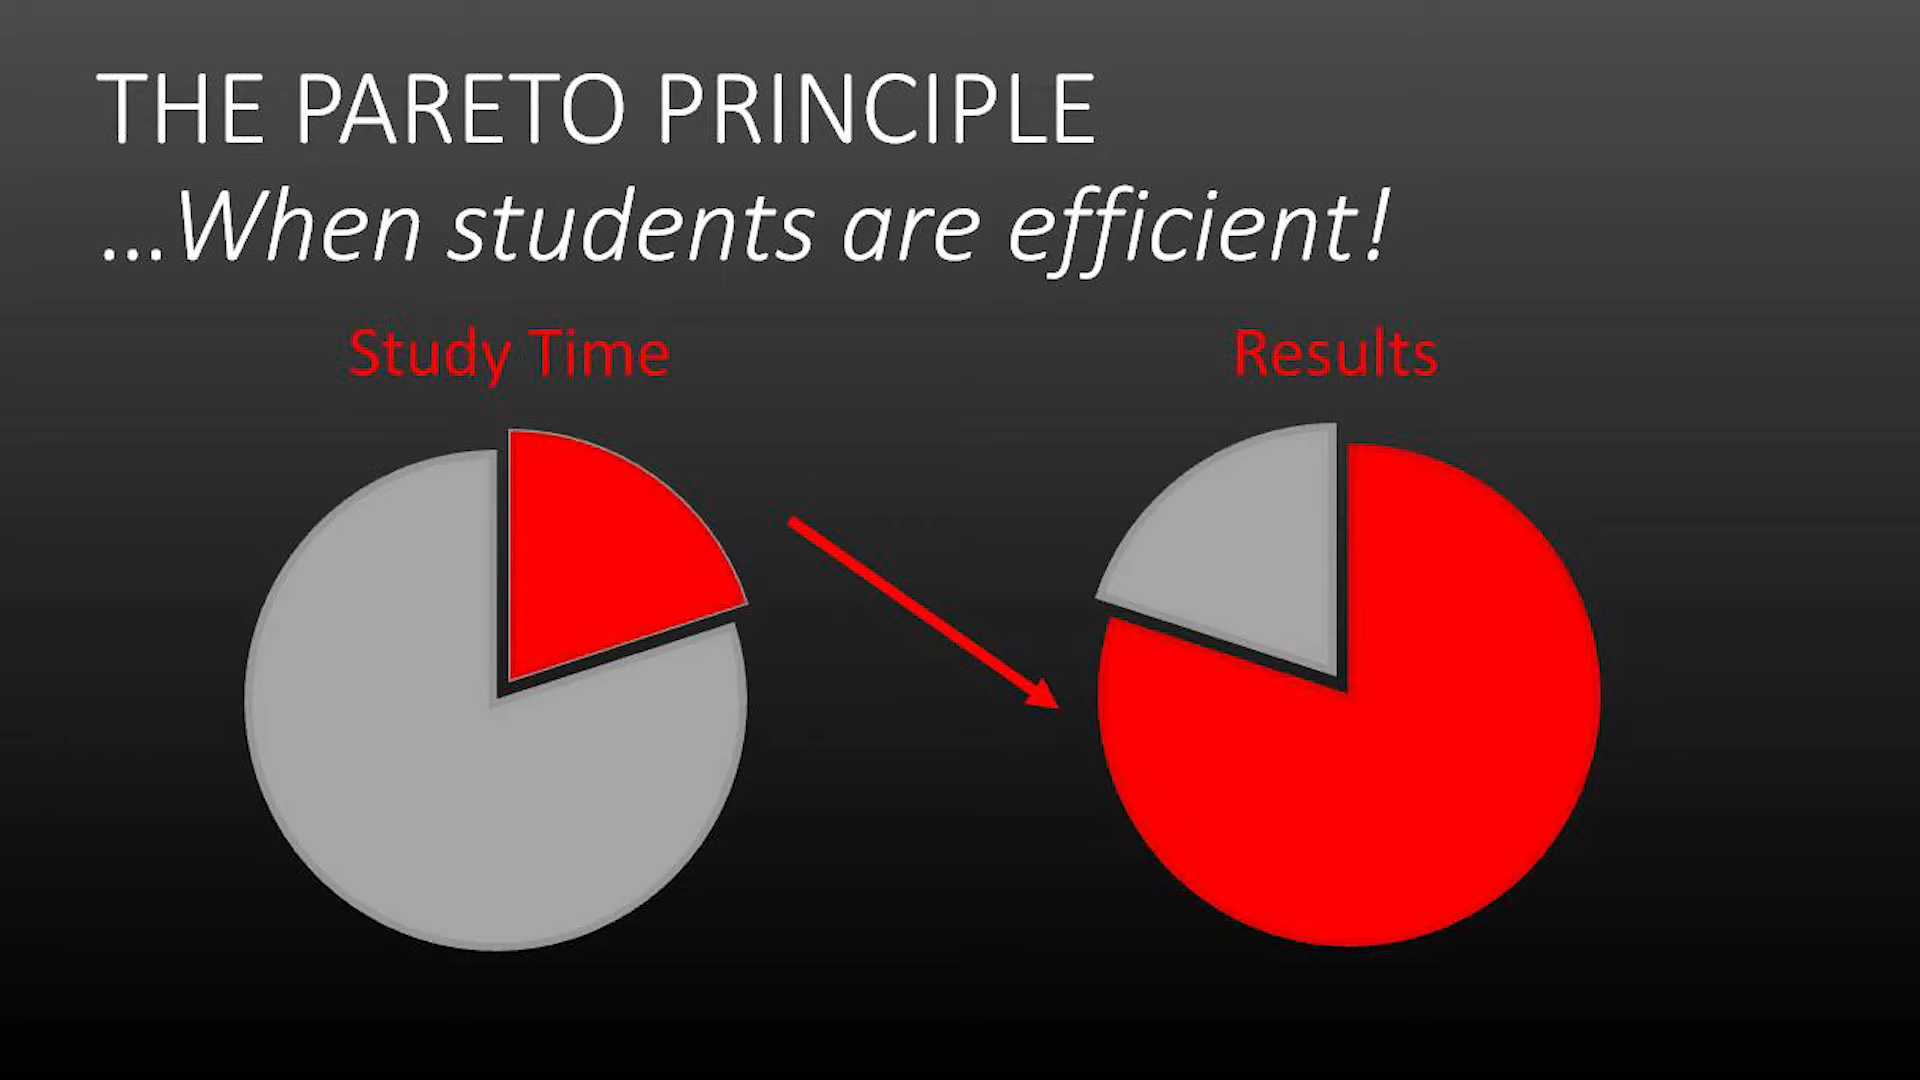 THE PARETO PRINCIPLE
...When students are efficient!
Study Time
Results